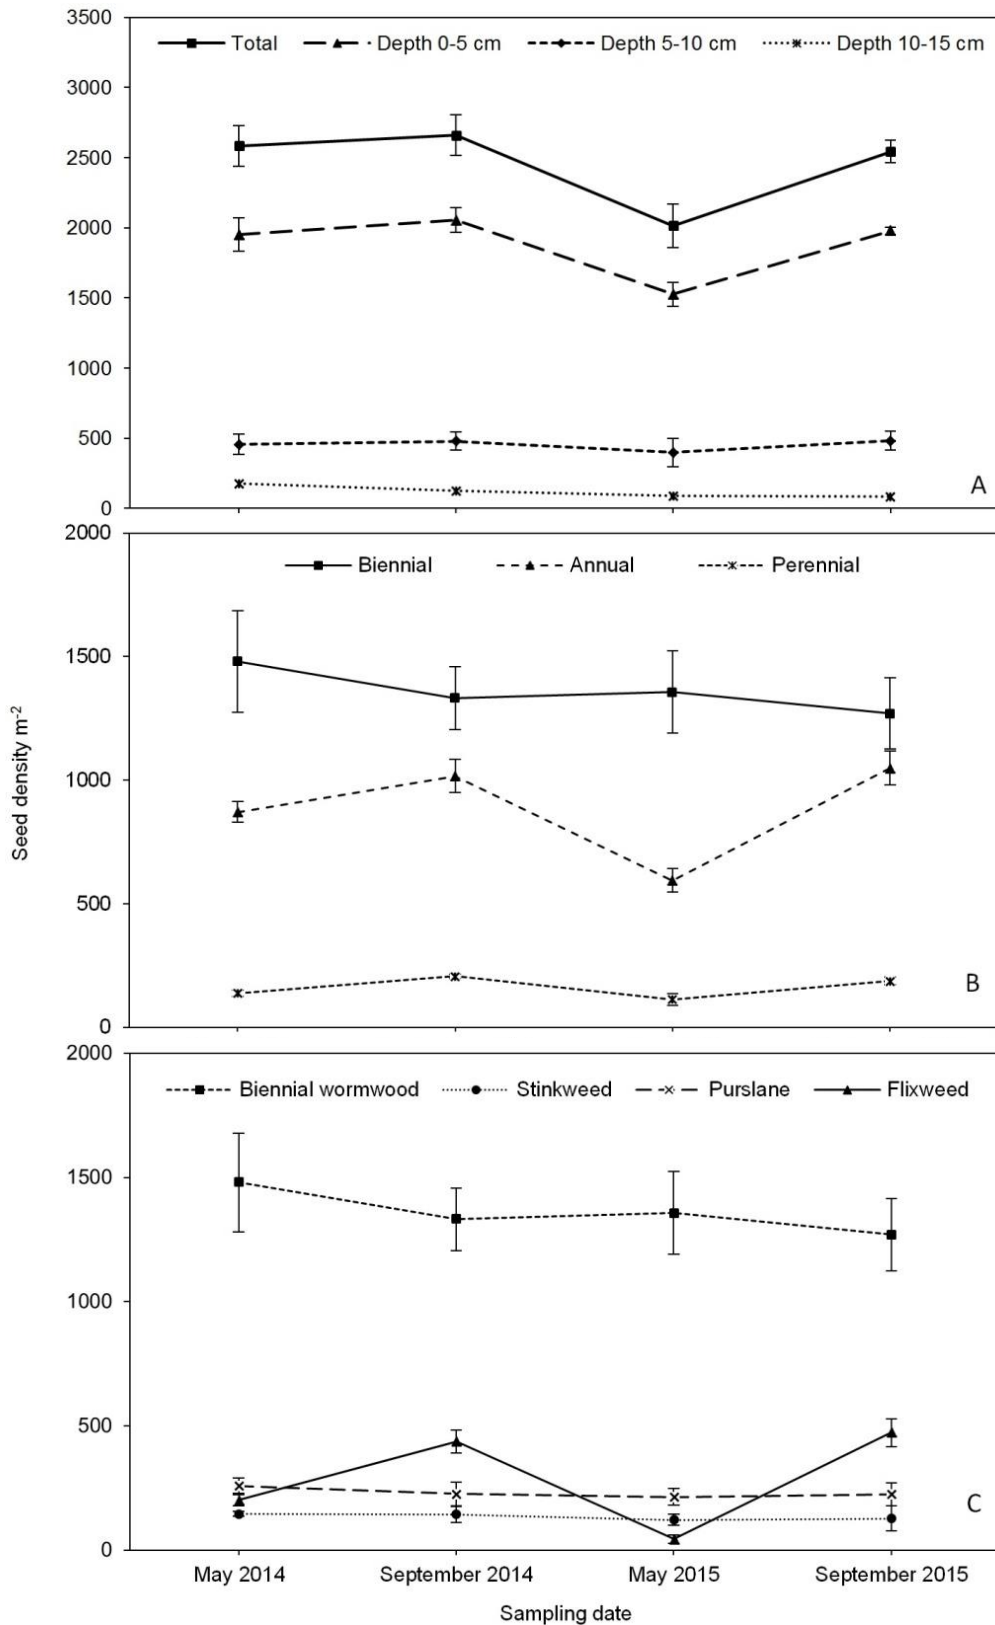 3500
Total Depth 0-5 cm Depth 5-10 cm Depth 10-15 cm
3000
2500
2000
1500
1000
500
0
A
2000
Biennial Annual Perennial
1500
1000
500
0
B
Seed density m⁻²
2000
Biennial wormwood Stinkweed Purslane Flixweed
1500
1000
500
0
C
May 2014 September 2014 May 2015 September 2015
Sampling date